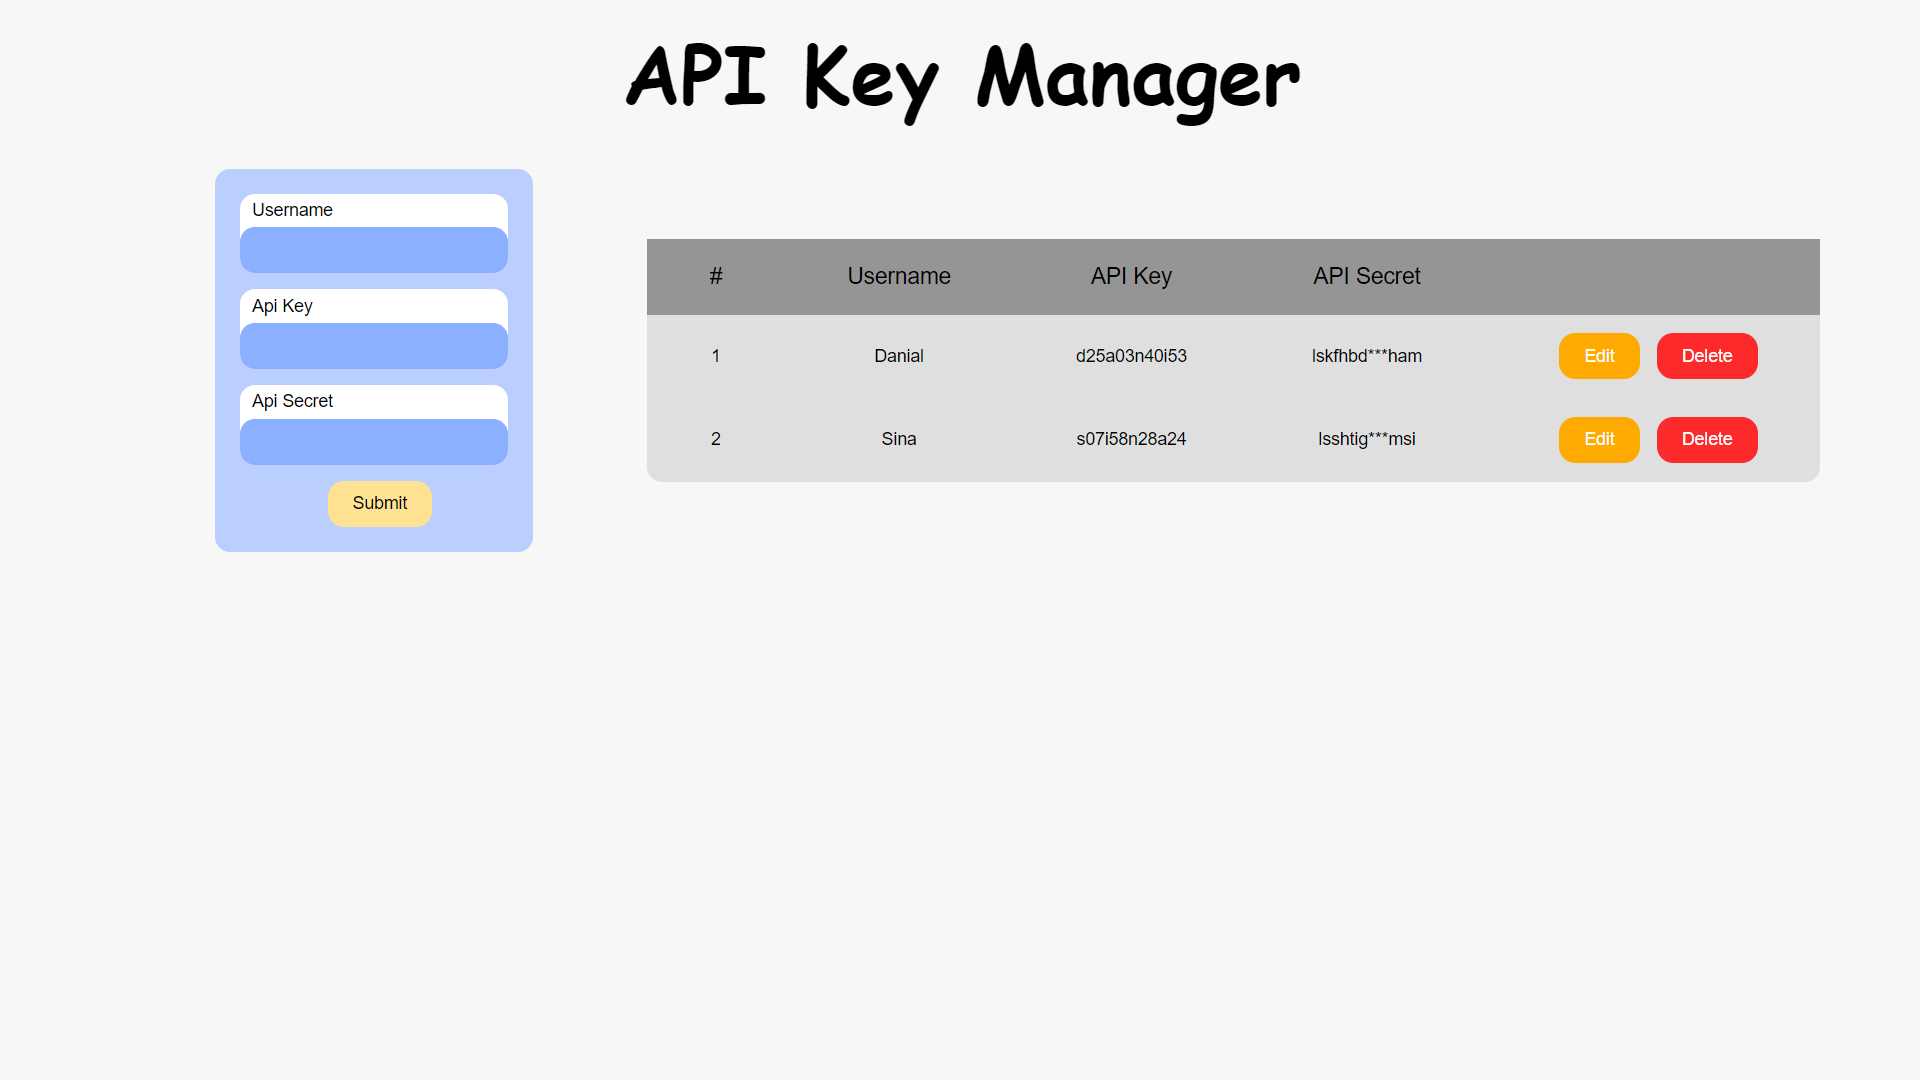 API Key Manager
Username
Api Key
Api Secret
Submit
# Username API Key API Secret
1 Danial d25a03n40i53 lskfhbd***ham Edit Delete
2 Sina s07i58n28a24 lsshtig***msi Edit Delete